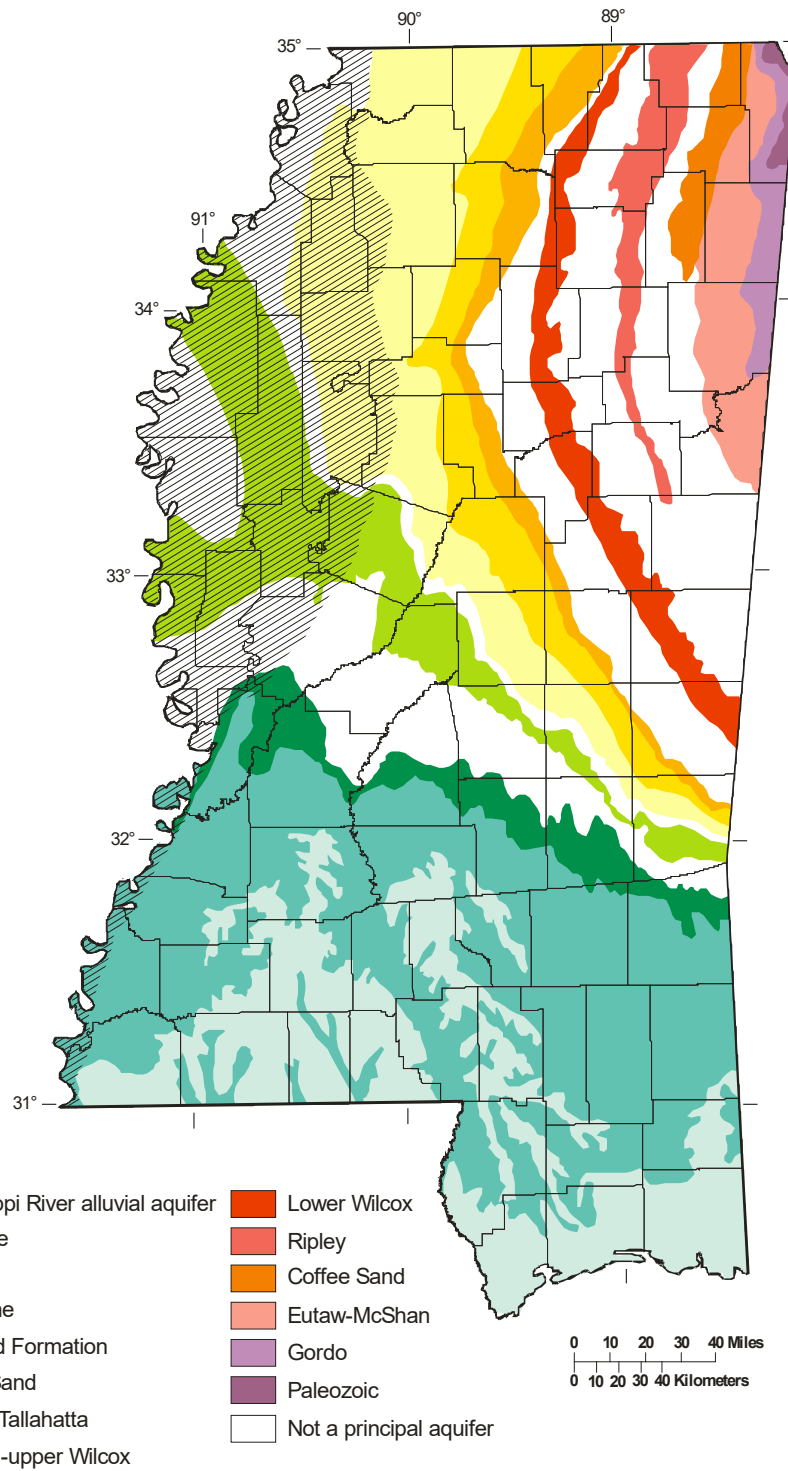 90°
89°
35°
91°
34°
33°
32°
31°
ppi River alluvial aquifer
e
ne
d Formation
Sand
Tallahatta
-upper Wilcox
Lower Wilcox
Ripley
Coffee Sand
Eutaw-McShan
Gordo
Paleozoic
Not a principal aquifer
0 10 20 30 40 Miles
0 10 20 30 40 Kilometers